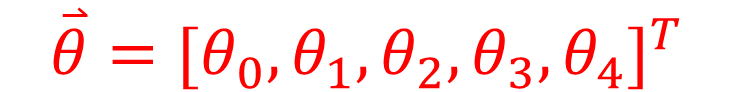 θ⃗ = [θ₀, θ₁, θ₂, θ₃, θ₄]ᵀ